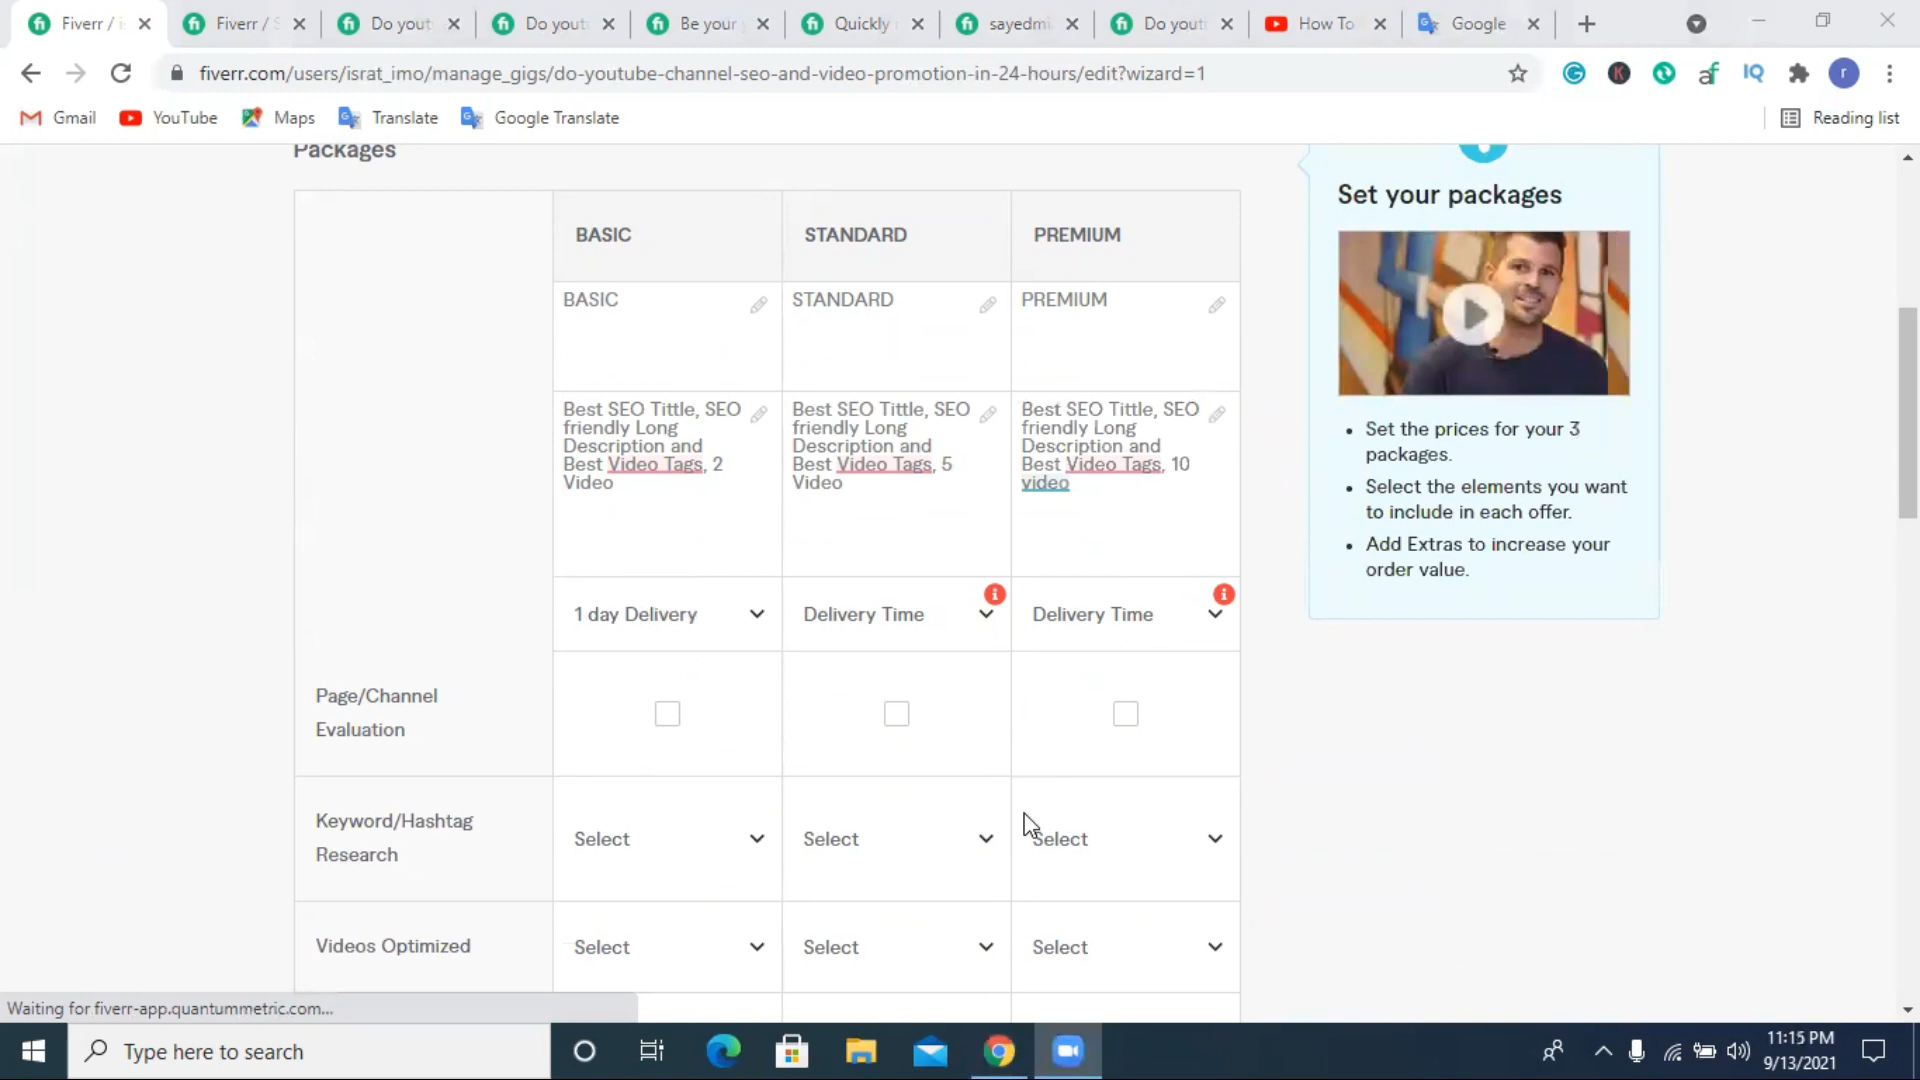 Fiverr / i
Fiverr / S
Do yout
Do yout
Be your
Quickly
sayedmi
Do yout
How To
Google
fiverr.com/users/israt_imo/manage_gigs/do-youtube-channel-seo-and-video-promotion-in-24-hours/edit?wizard=1
IQ
r
Gmail
YouTube
Maps
Translate
Google Translate
Reading list
Packages
BASIC
STANDARD
PREMIUM
BASIC
STANDARD
PREMIUM
Best SEO Tittle, SEO
friendly Long
Description and
Best Video Tags, 2
Video
Best SEO Tittle, SEO
friendly Long
Description and
Best Video Tags, 5
Video
Best SEO Tittle, SEO
friendly Long
Description and
Best Video Tags, 10
video
1 day Delivery
Delivery Time
Delivery Time
Page/Channel
Evaluation
Keyword/Hashtag
Research
Select
Select
Select
Videos Optimized
Select
Select
Select
Set your packages
Set the prices for your 3
packages.
Select the elements you want
to include in each offer.
Add Extras to increase your
order value.
Waiting for fiverr-app.quantummetric.com...
Type here to search
11:15 PM
9/13/2021